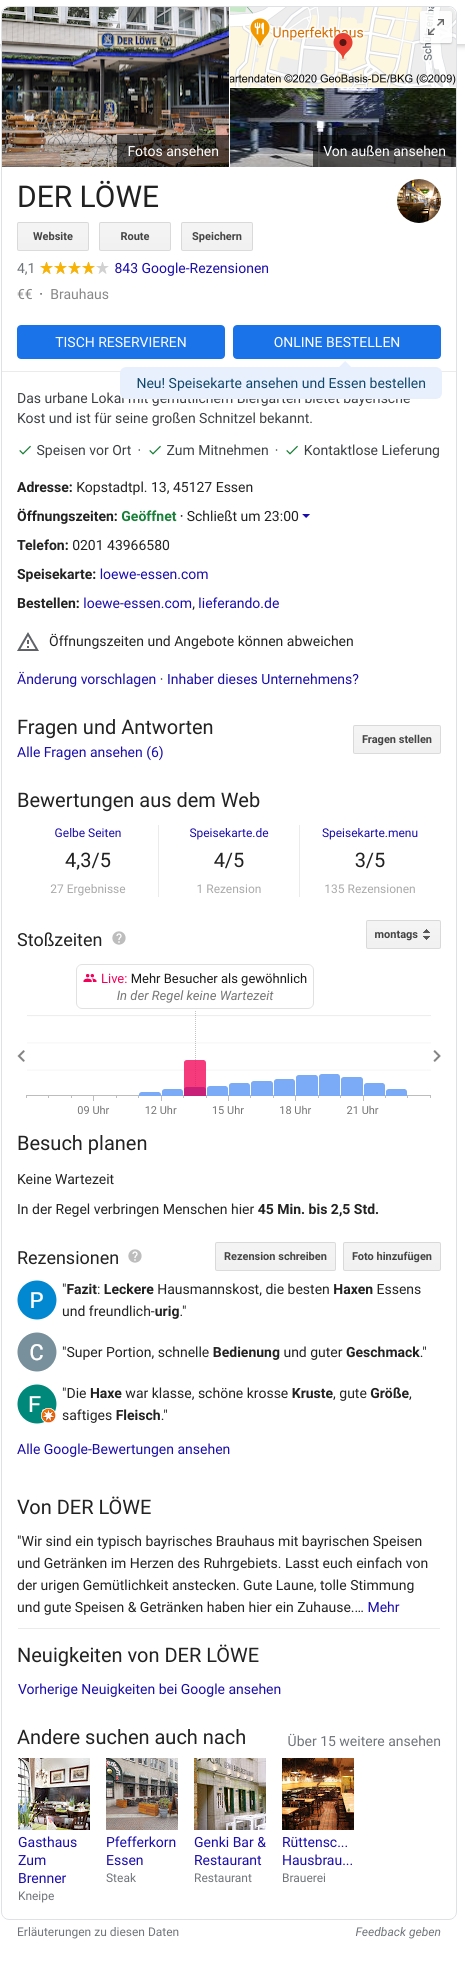 DER LÖWE
Unperfekthaus
Sch
artendaten ©2020 GeoBasis-DE/BKG (©2009)
Fotos ansehen
Von außen ansehen
DER LÖWE
Website
Route
Speichern
4,1 843 Google-Rezensionen
€€ · Brauhaus
TISCH RESERVIEREN
ONLINE BESTELLEN
Neu! Speisekarte ansehen und Essen bestellen
Das urbane Lokal mit gemütlichem Biergarten bietet bayerische
Kost und ist für seine großen Schnitzel bekannt.
Speisen vor Ort · Zum Mitnehmen · Kontaktlose Lieferung
Adresse: Kopstadtpl. 13, 45127 Essen
Öffnungszeiten: Geöffnet · Schließt um 23:00
Telefon: 0201 43966580
Speisekarte: loewe-essen.com
Bestellen: loewe-essen.com, lieferando.de
Öffnungszeiten und Angebote können abweichen
Änderung vorschlagen · Inhaber dieses Unternehmens?
Fragen und Antworten
Alle Fragen ansehen (6)
Fragen stellen
Bewertungen aus dem Web
Gelbe Seiten
Speisekarte.de
Speisekarte.menu
4,3/5
4/5
3/5
27 Ergebnisse
1 Rezension
135 Rezensionen
Stoßzeiten
montags
Live: Mehr Besucher als gewöhnlich
In der Regel keine Wartezeit
09 Uhr
12 Uhr
15 Uhr
18 Uhr
21 Uhr
Besuch planen
Keine Wartezeit
In der Regel verbringen Menschen hier 45 Min. bis 2,5 Std.
Rezensionen
Rezension schreiben
Foto hinzufügen
P
"Fazit: Leckere Hausmannskost, die besten Haxen Essens
und freundlich-urig."
C
"Super Portion, schnelle Bedienung und guter Geschmack."
F
"Die Haxe war klasse, schöne krosse Kruste, gute Größe,
saftiges Fleisch."
Alle Google-Bewertungen ansehen
Von DER LÖWE
"Wir sind ein typisch bayrisches Brauhaus mit bayrischen Speisen
und Getränken im Herzen des Ruhrgebiets. Lasst euch einfach von
der urigen Gemütlichkeit anstecken. Gute Laune, tolle Stimmung
und gute Speisen & Getränken haben hier ein Zuhause.... Mehr
Neuigkeiten von DER LÖWE
Vorherige Neuigkeiten bei Google ansehen
Andere suchen auch nach
Über 15 weitere ansehen
Gasthaus
Zum
Brenner
Kneipe
Pfefferkorn
Essen
Steak
Genki Bar &
Restaurant
Restaurant
Rüttensc...
Hausbrau...
Brauerei
Erläuterungen zu diesen Daten
Feedback geben